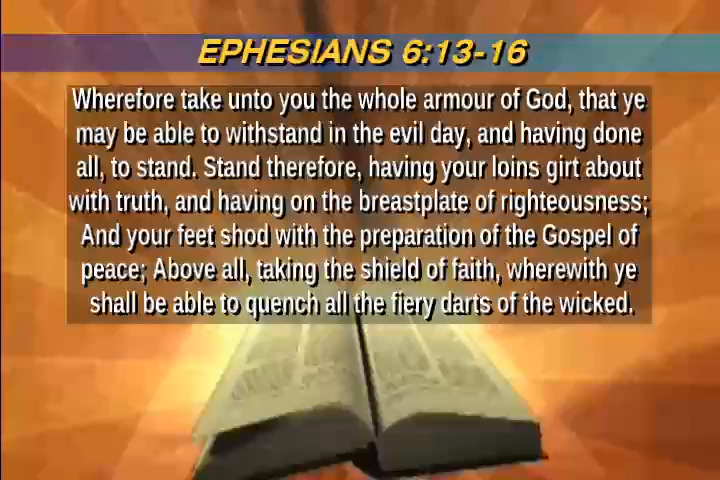 EPHESIANS 6:13-16
Wherefore take unto you the whole armour of God, that ye
may be able to withstand in the evil day, and having done
all, to stand. Stand therefore, having your loins girt about
with truth, and having on the breastplate of righteousness;
And your feet shod with the preparation of the Gospel of
peace; Above all, taking the shield of faith, wherewith ye
shall be able to quench all the fiery darts of the wicked.